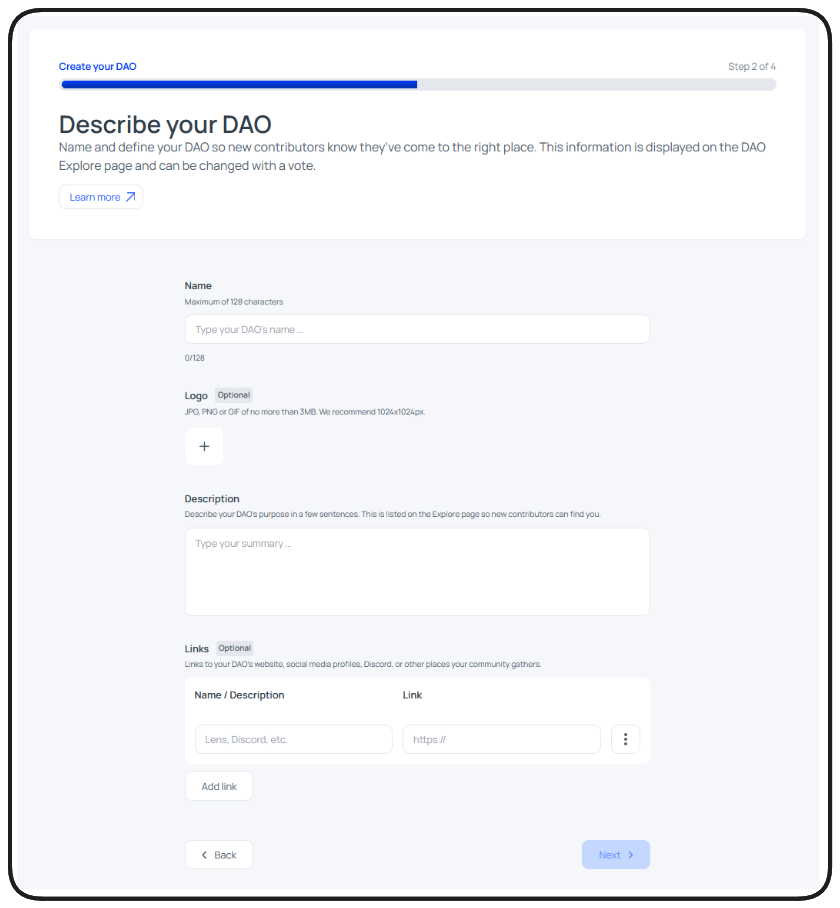 Create your DAO
Step 2 of 4
Describe your DAO
Name and define your DAO so new contributors know they've come to the right place. This information is displayed on the DAO
Explore page and can be changed with a vote.
Learn more
Name
Maximum of 128 characters
Type your DAO's name ...
0/128
Logo Optional
JPG, PNG or GIF of no more than 3MB. We recommend 1024x1024px.
Description
Describe your DAO's purpose in a few sentences. This is listed on the Explore page so new contributors can find you.
Type your summary ...
Links Optional
Links to your DAO's website, social media profiles, Discord, or other places your community gathers.
Name / Description Link
Lens, Discord, etc. https://
Add link
Back Next